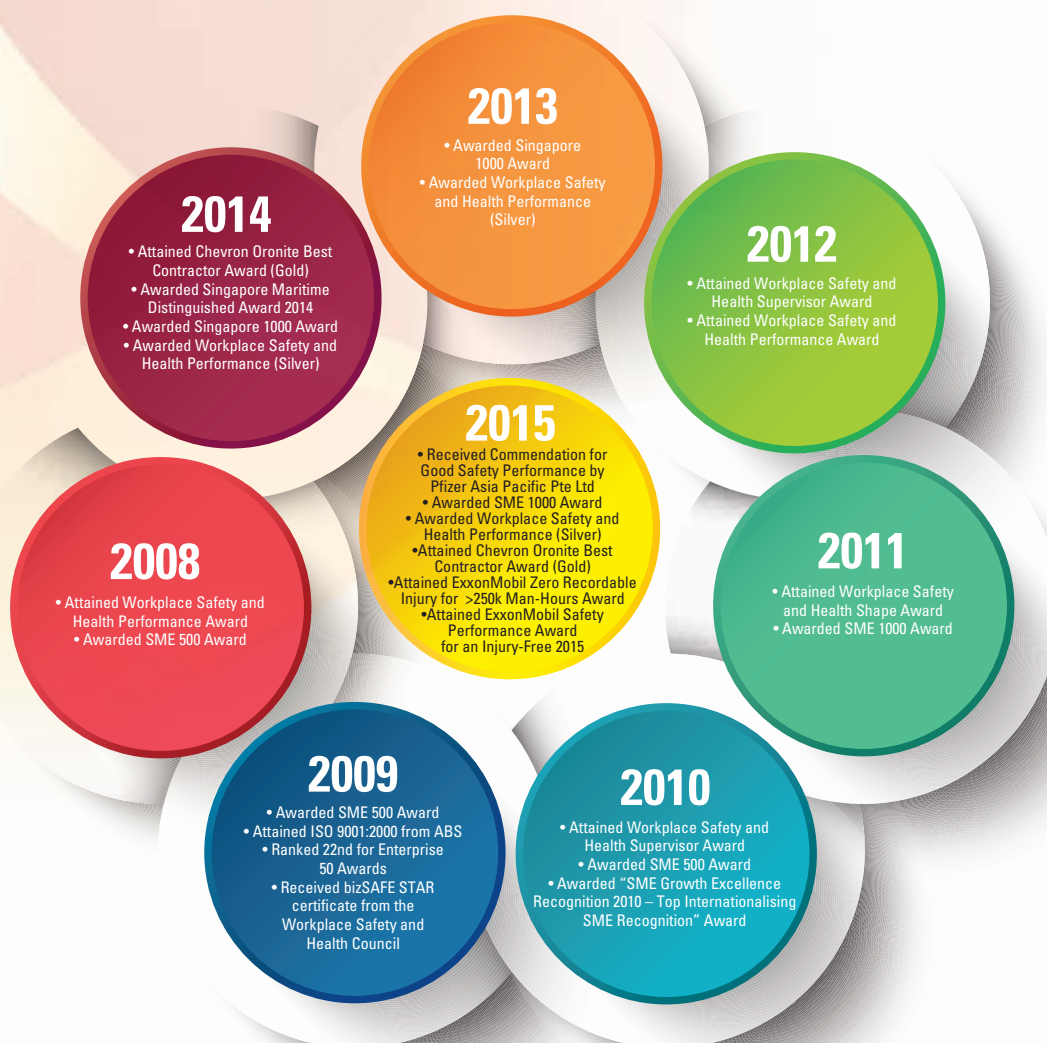 2013
• Awarded Singapore
1000 Award
• Awarded Workplace Safety
and Health Performance
(Silver)
2014
• Attained Chevron Oronite Best
Contractor Award (Gold)
• Awarded Singapore Maritime
Distinguished Award 2014
• Awarded Singapore 1000 Award
• Awarded Workplace Safety and
Health Performance (Silver)
2012
• Attained Workplace Safety and
Health Supervisor Award
• Attained Workplace Safety and
Health Performance Award
2015
• Received Commendation for
Good Safety Performance by
Pfizer Asia Pacific Pte Ltd
• Awarded SME 1000 Award
• Awarded Workplace Safety and
Health Performance (Silver)
•Attained Chevron Oronite Best
Contractor Award (Gold)
•Attained ExxonMobil Zero Recordable
Injury for >250k Man-Hours Award
•Attained ExxonMobil Safety
Performance Award
for an Injury-Free 2015
2008
• Attained Workplace Safety and
Health Performance Award
• Awarded SME 500 Award
2011
• Attained Workplace Safety
and Health Shape Award
• Awarded SME 1000 Award
2009
• Awarded SME 500 Award
• Attained ISO 9001:2000 from ABS
• Ranked 22nd for Enterprise
50 Awards
• Received bizSAFE STAR
certificate from the
Workplace Safety and
Health Council
2010
• Attained Workplace Safety and
Health Supervisor Award
• Awarded SME 500 Award
• Awarded “SME Growth Excellence
Recognition 2010 – Top Internationalising
SME Recognition” Award